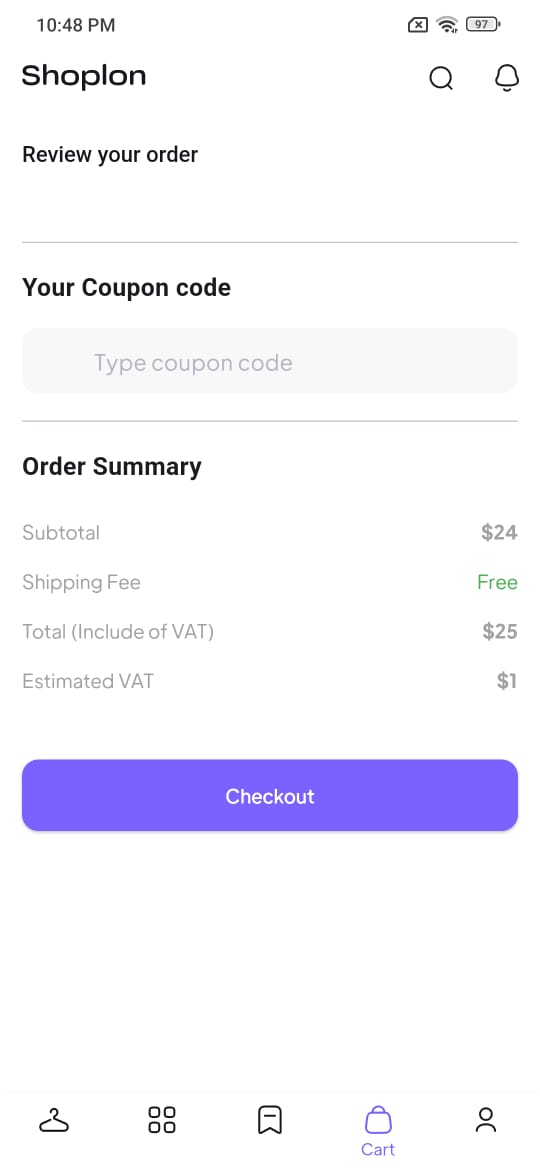 10:48 PM
97
Shoplon
Review your order
Your Coupon code
Type coupon code
Order Summary
Subtotal $24
Shipping Fee Free
Total (Include of VAT) $25
Estimated VAT $1
Checkout
Cart